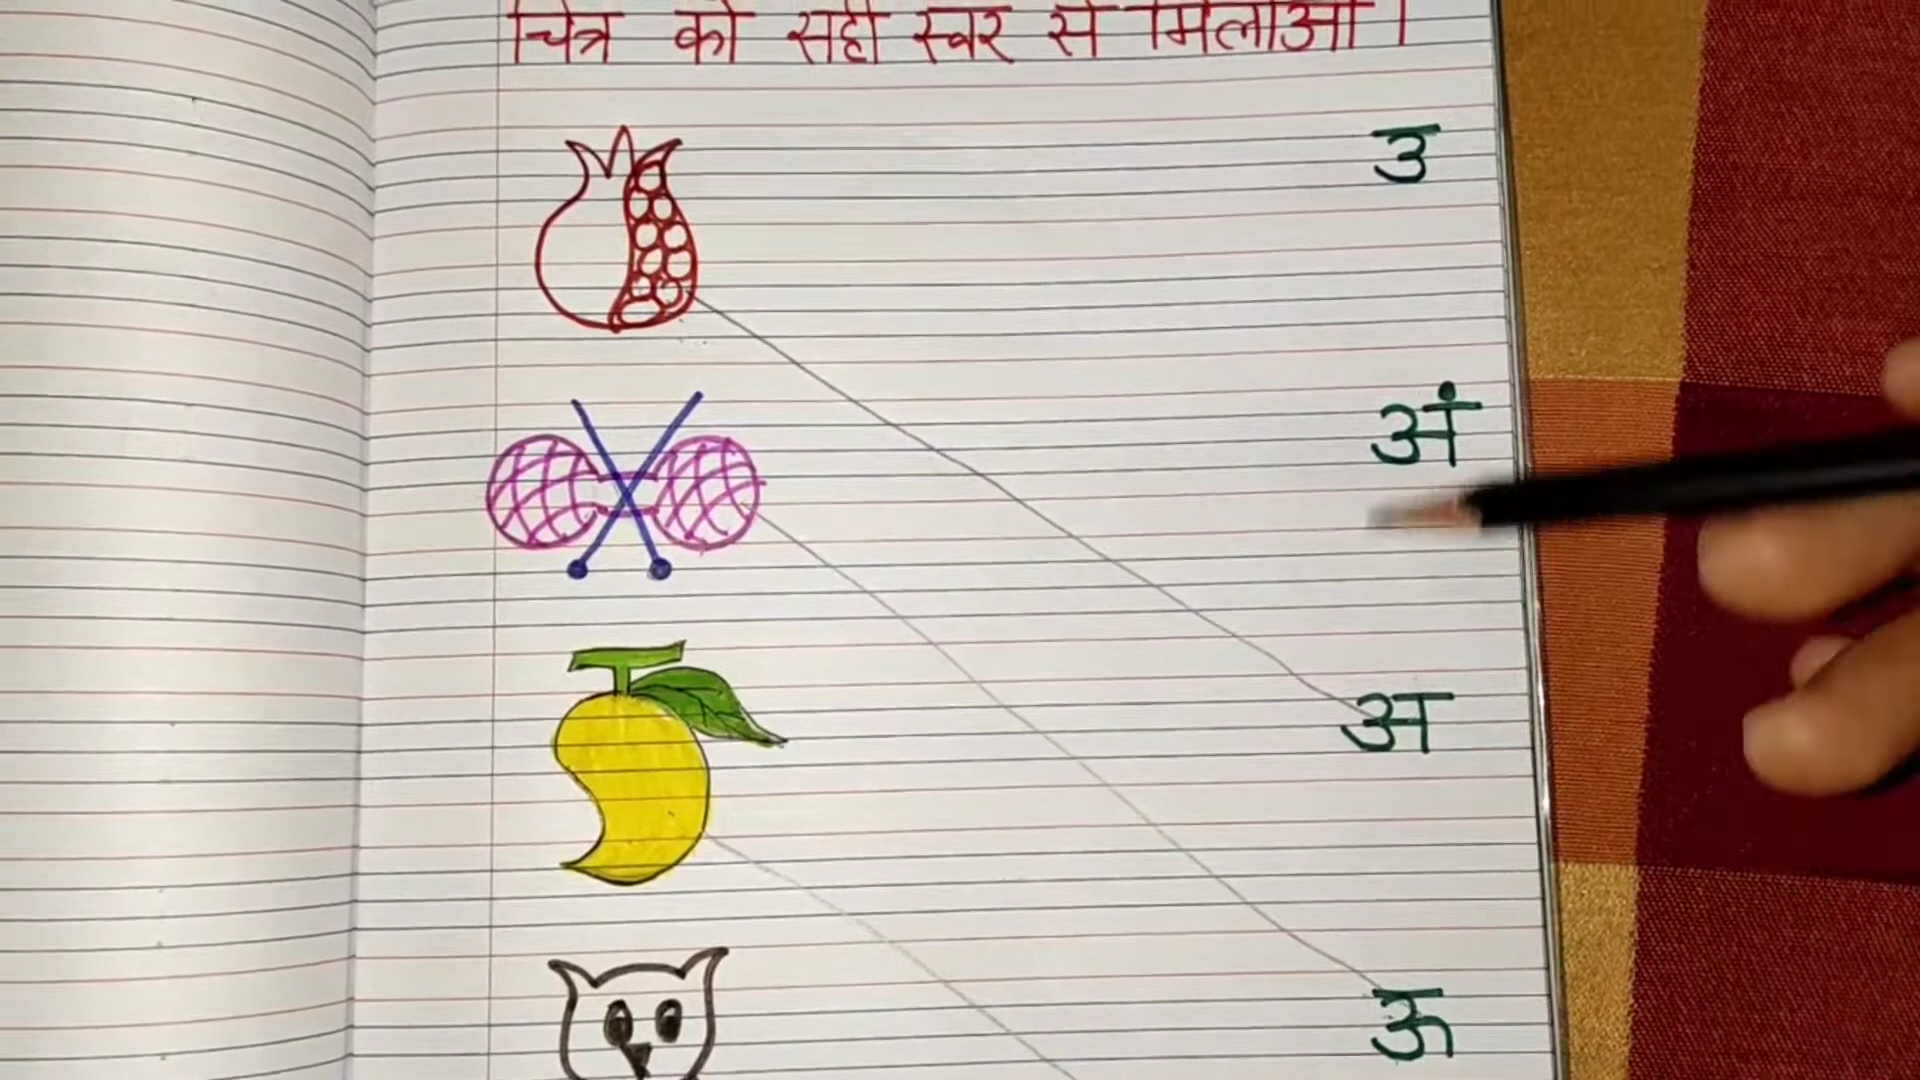 चित्र को सही स्वर से मिलाओ।
उ
अं
अ
ऊ